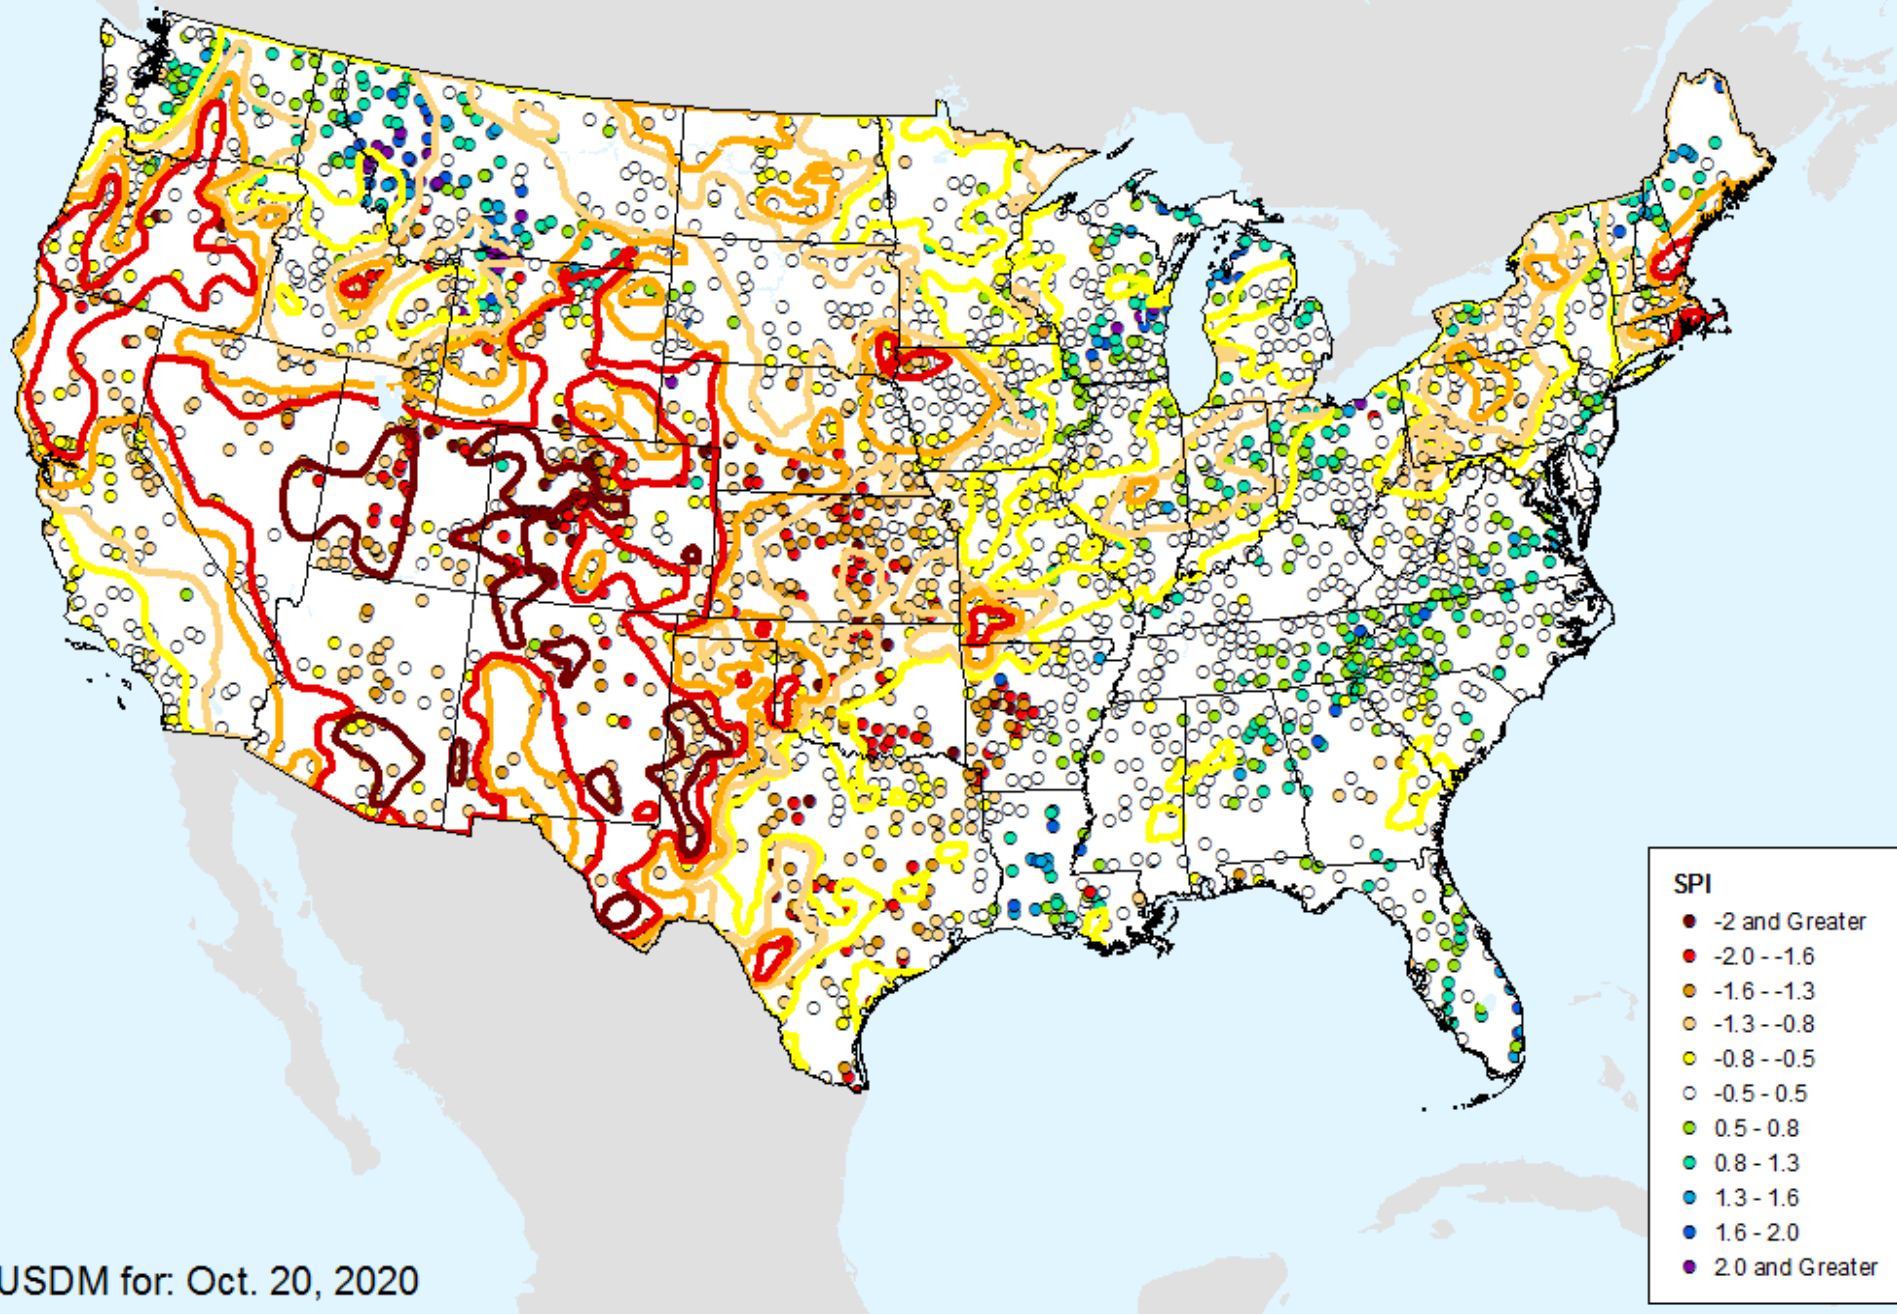 SPI
-2 and Greater
-2.0 - -1.6
-1.6 - -1.3
-1.3 - -0.8
-0.8 - -0.5
-0.5 - 0.5
0.5 - 0.8
0.8 - 1.3
1.3 - 1.6
1.6 - 2.0
2.0 and Greater
USDM for: Oct. 20, 2020